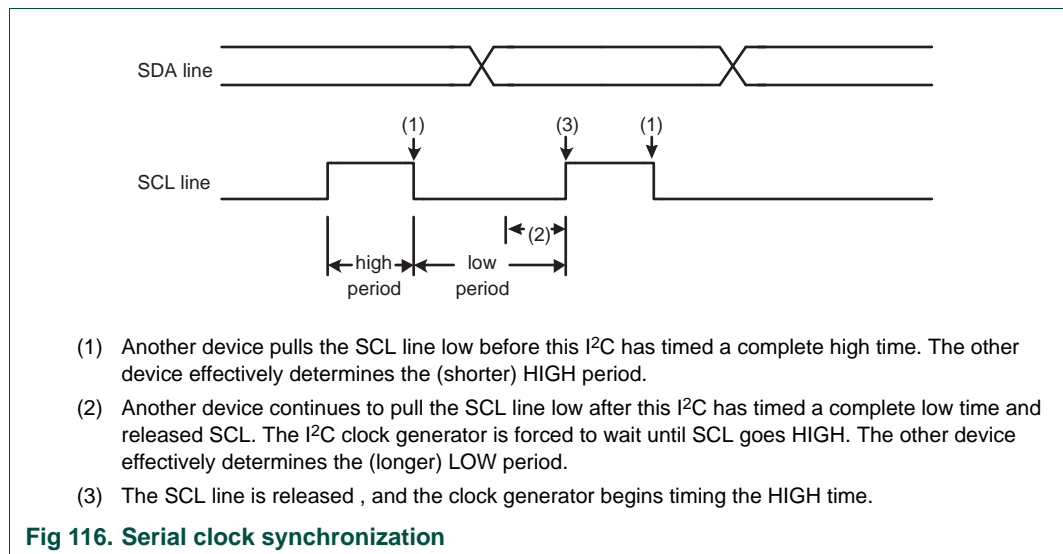 SDA line
(1)
(3)
(1)
SCL line
(2)
high
period
low
period
(1) Another device pulls the SCL line low before this I²C has timed a complete high time. The other
device effectively determines the (shorter) HIGH period.
(2) Another device continues to pull the SCL line low after this I²C has timed a complete low time and
released SCL. The I²C clock generator is forced to wait until SCL goes HIGH. The other device
effectively determines the (longer) LOW period.
(3) The SCL line is released , and the clock generator begins timing the HIGH time.
Fig 116. Serial clock synchronization